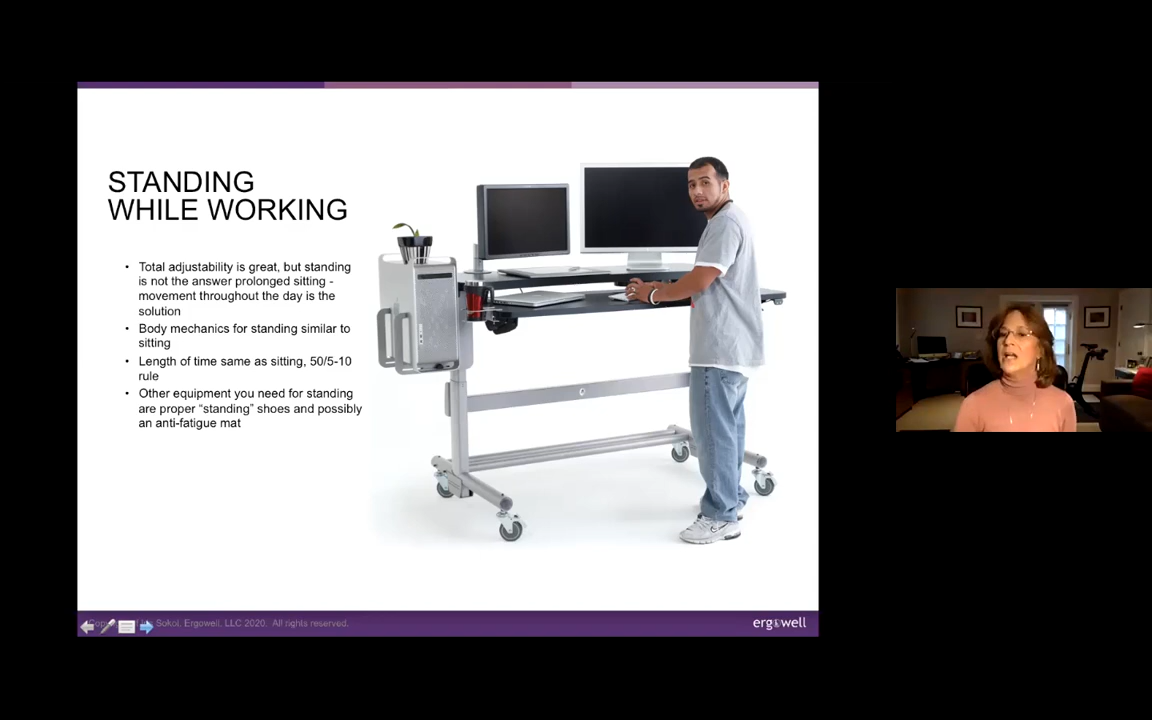 STANDING
WHILE WORKING
• Total adjustability is great, but standing
is not the answer prolonged sitting -
movement throughout the day is the
solution
• Body mechanics for standing similar to
sitting
• Length of time same as sitting, 50/5-10
rule
• Other equipment you need for standing
are proper “standing” shoes and possibly
an anti-fatigue mat
Sokol, Ergowell, LLC 2020. All rights reserved.
ergowell